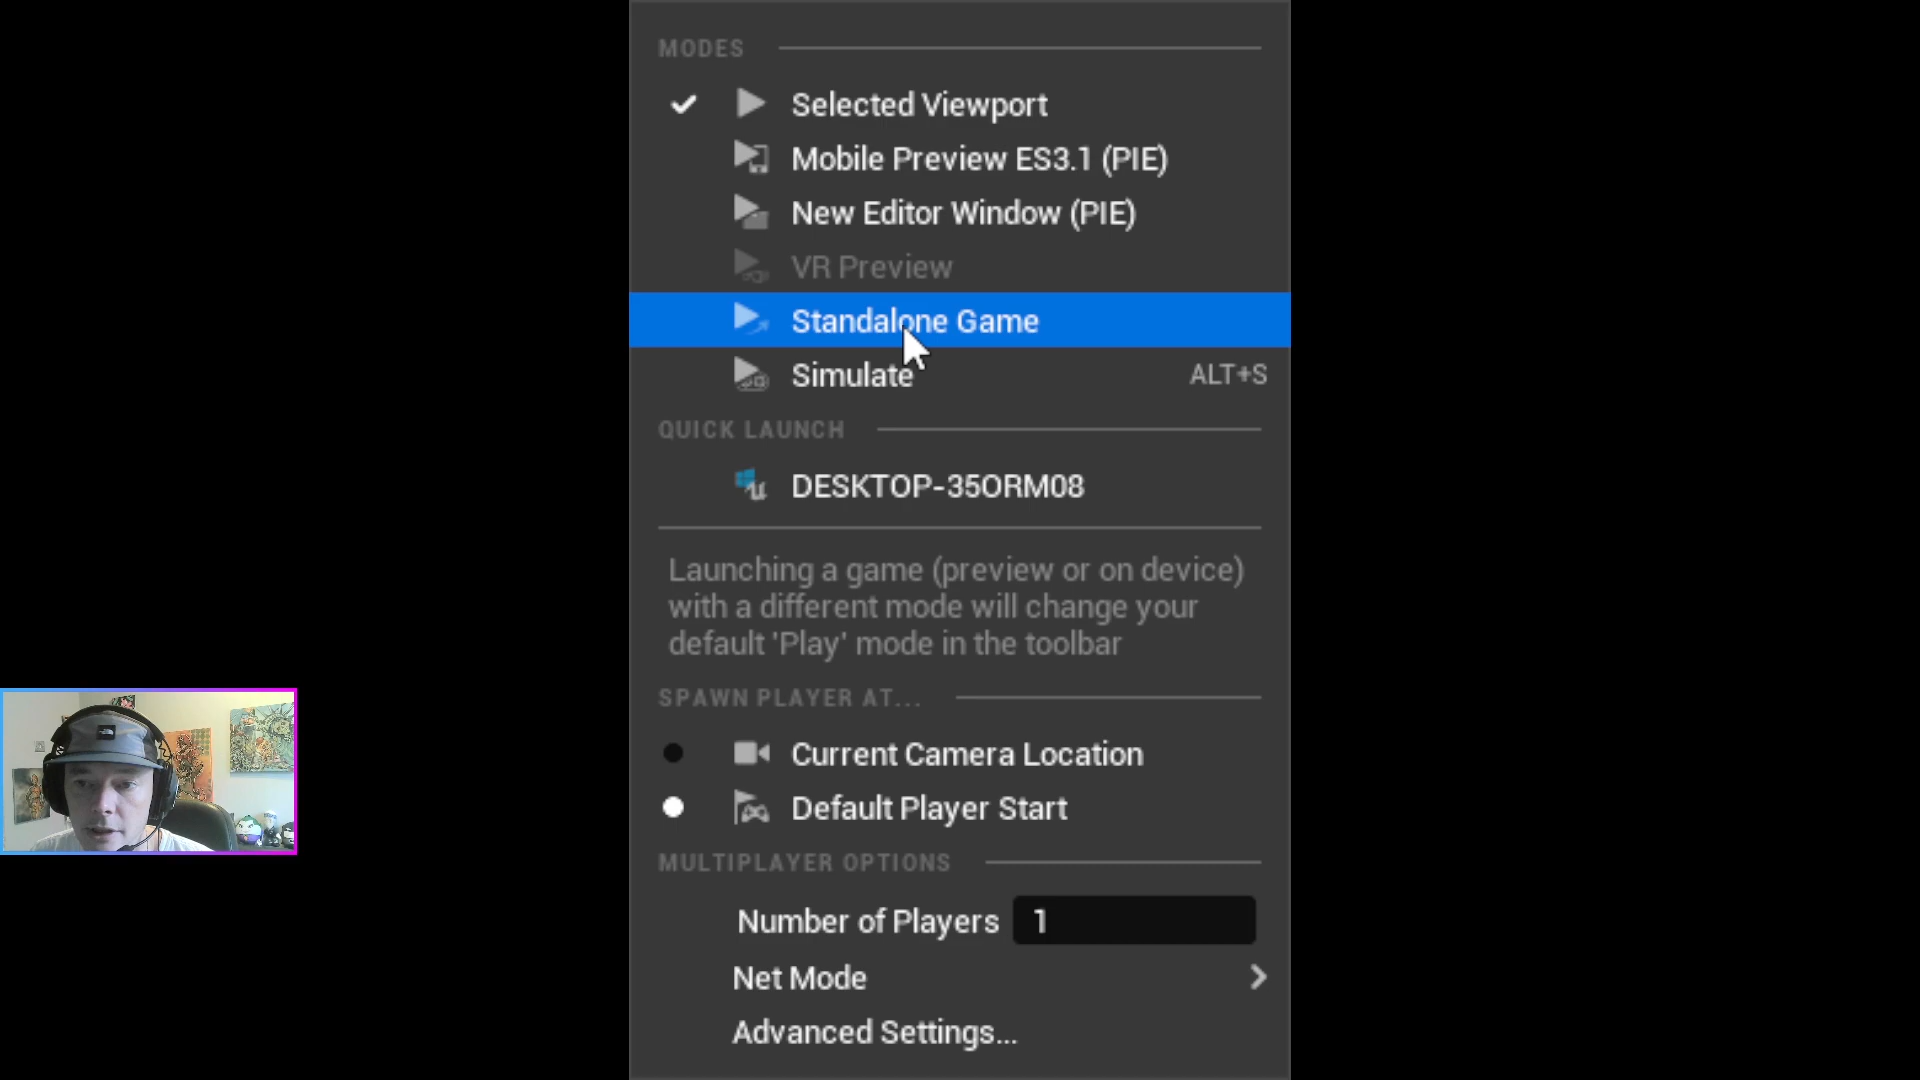 MODES
Selected Viewport
Mobile Preview ES3.1 (PIE)
New Editor Window (PIE)
VR Preview
Standalone Game
Simulate ALT+S
QUICK LAUNCH
DESKTOP-35ORM08
Launching a game (preview or on device)
with a different mode will change your
default 'Play' mode in the toolbar
SPAWN PLAYER AT...
Current Camera Location
Default Player Start
MULTIPLAYER OPTIONS
Number of Players 1
Net Mode
Advanced Settings...